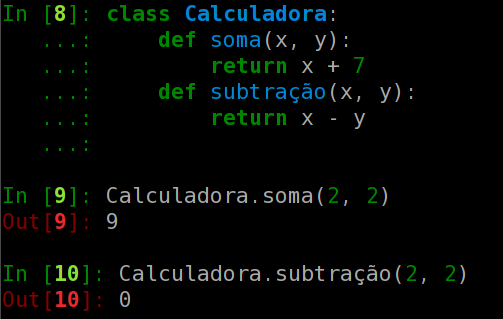 In [8]: class Calculadora:
   ...:     def soma(x, y):
   ...:         return x + 7
   ...:     def subtração(x, y):
   ...:         return x - y
   ...:
In [9]: Calculadora.soma(2, 2)
Out[9]: 9
In [10]: Calculadora.subtração(2, 2)
Out[10]: 0